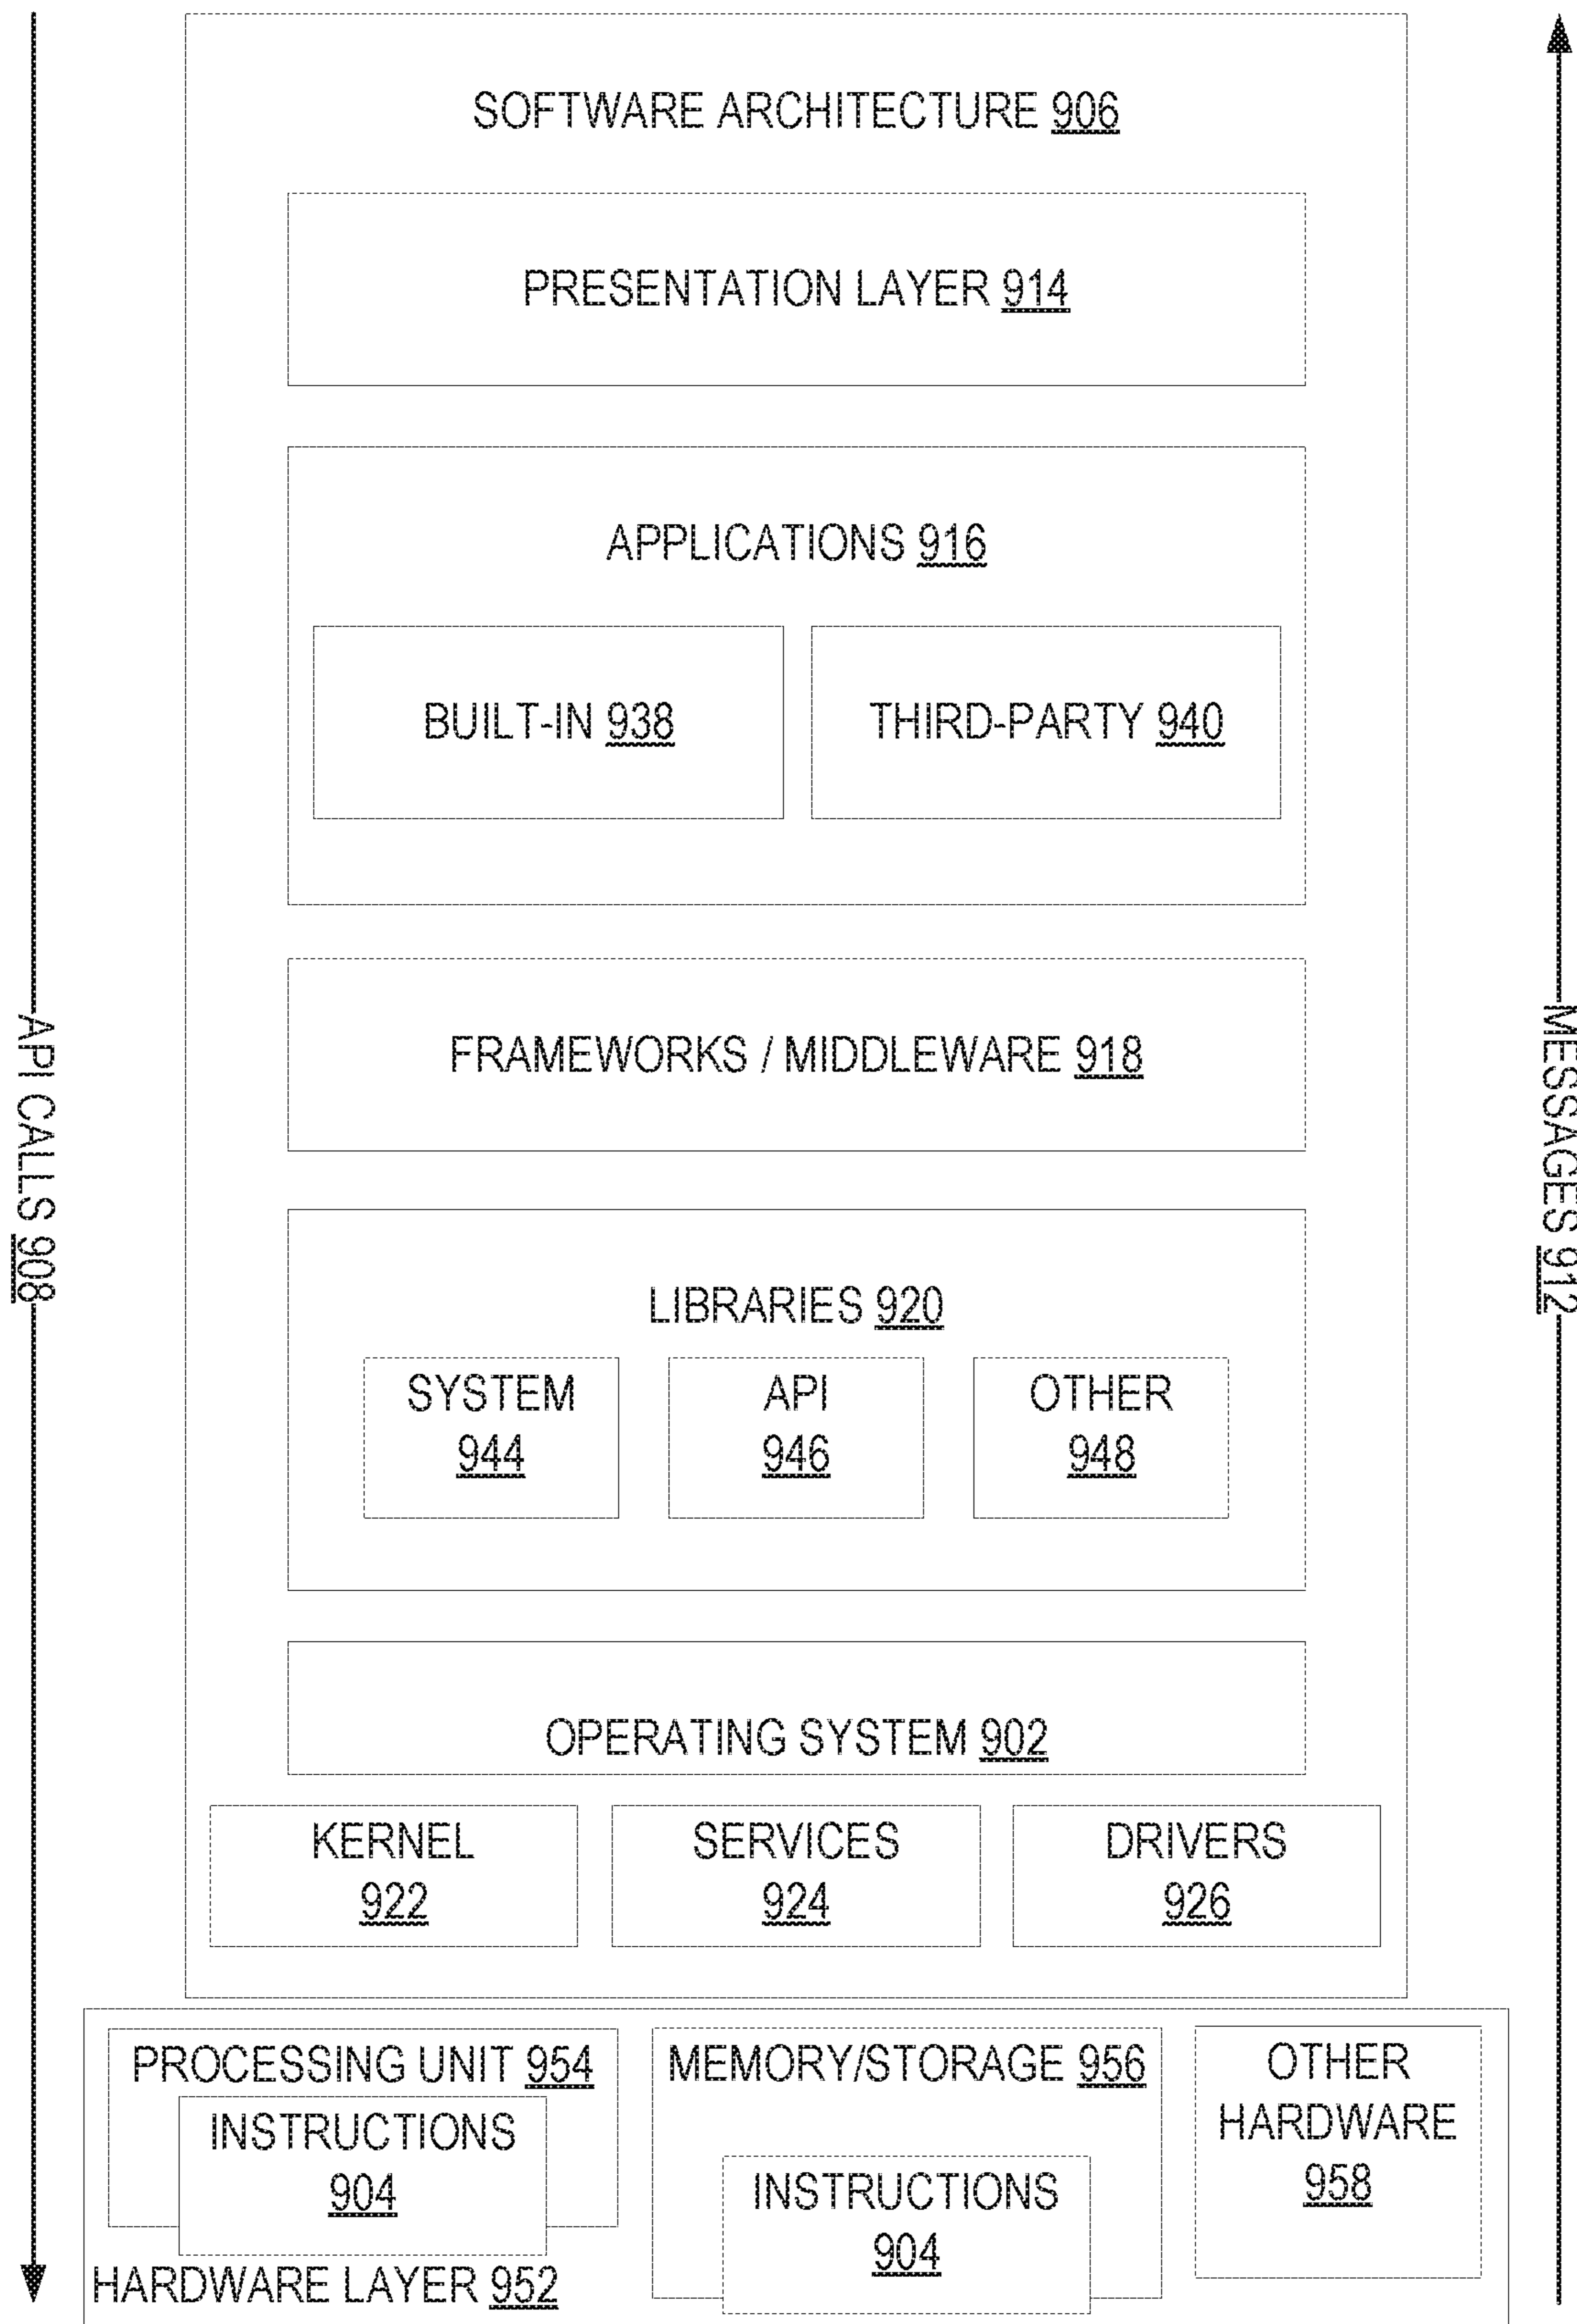 SOFTWARE ARCHITECTURE 906
PRESENTATION LAYER 914
APPLICATIONS 916
BUILT-IN 938
THIRD-PARTY 940
FRAMEWORKS / MIDDLEWARE 918
API CALLS 908
MESSAGES 912
LIBRARIES 920
SYSTEM
944
API
946
OTHER
948
OPERATING SYSTEM 902
KERNEL
922
SERVICES
924
DRIVERS
926
PROCESSING UNIT 954
INSTRUCTIONS
904
MEMORY/STORAGE 956
INSTRUCTIONS
904
OTHER
HARDWARE
958
HARDWARE LAYER 952